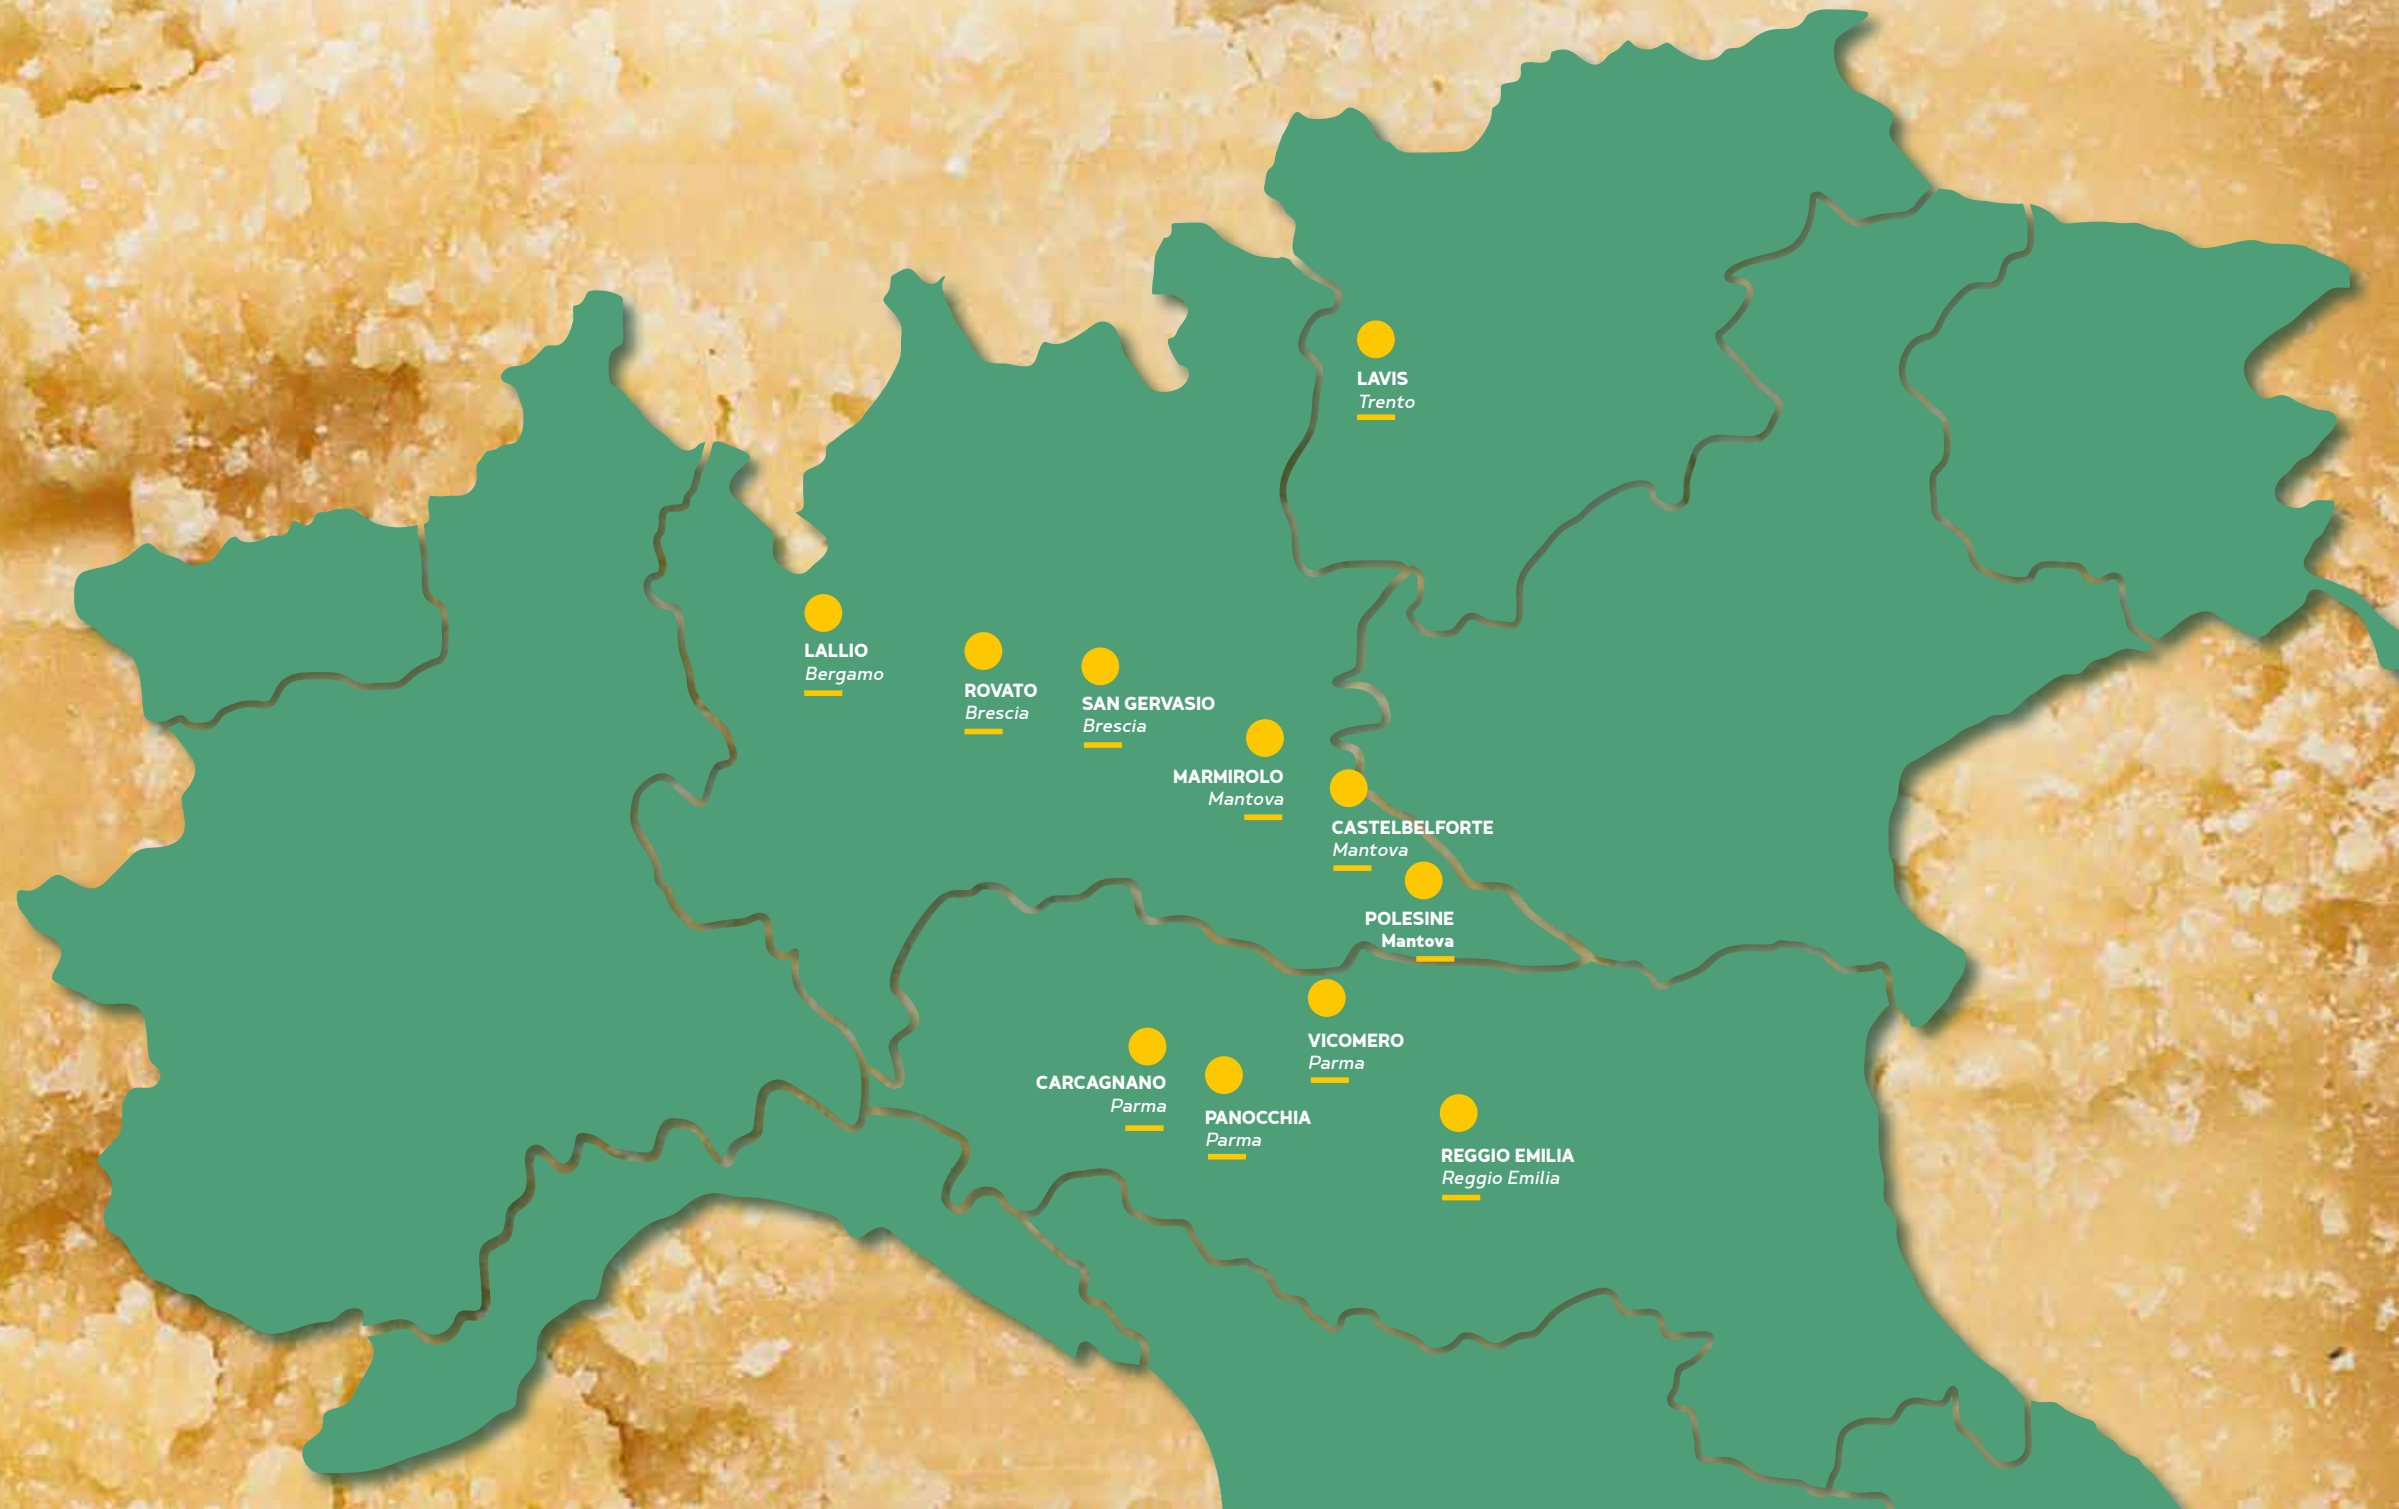 LAVIS
Trento
LALLIO
Bergamo
ROVATO
Brescia
SAN GERVASIO
Brescia
MARMIROLO
Mantova
CASTELBELFORTE
Mantova
POLESINE
Mantova
VICOMERO
Parma
CARCAGNANO
Parma
PANOCCHIA
Parma
REGGIO EMILIA
Reggio Emilia